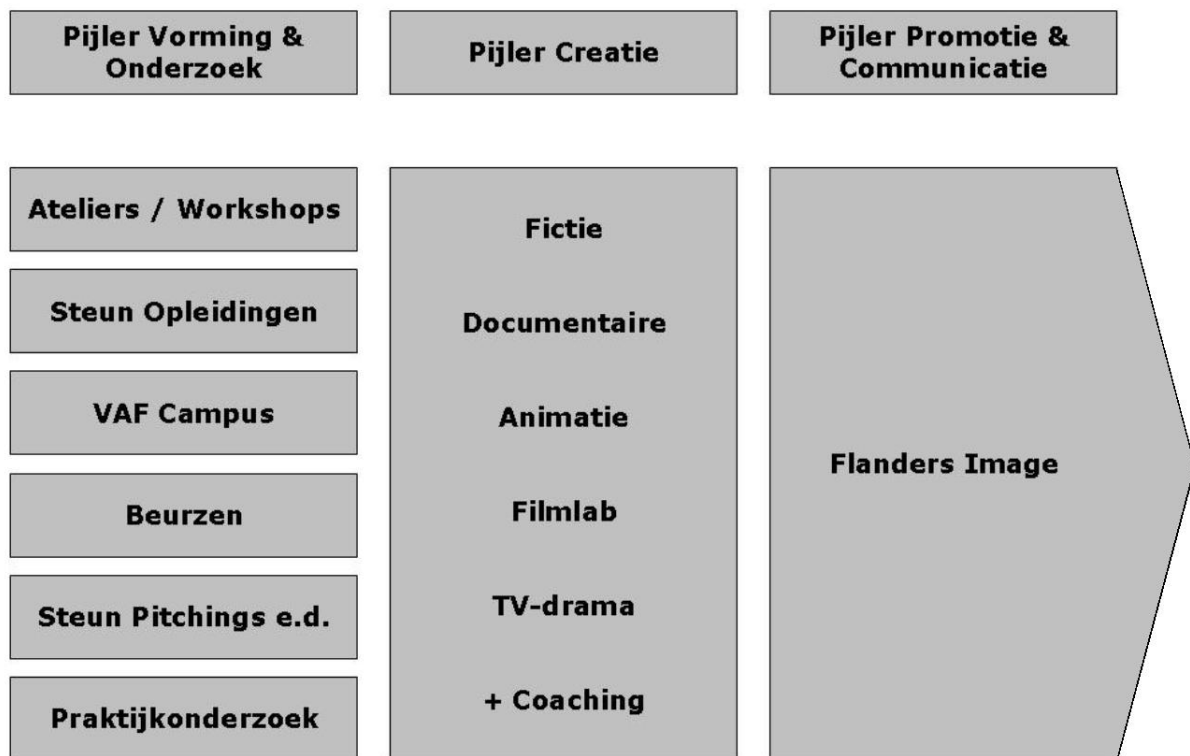 Pijler Vorming &
Onderzoek
Pijler Creatie
Pijler Promotie &
Communicatie
Ateliers / Workshops
Steun Opleidingen
VAF Campus
Beurzen
Steun Pitchings e.d.
Praktijkonderzoek
Fictie
Documentaire
Animatie
Filmlab
TV-drama
+ Coaching
Flanders Image